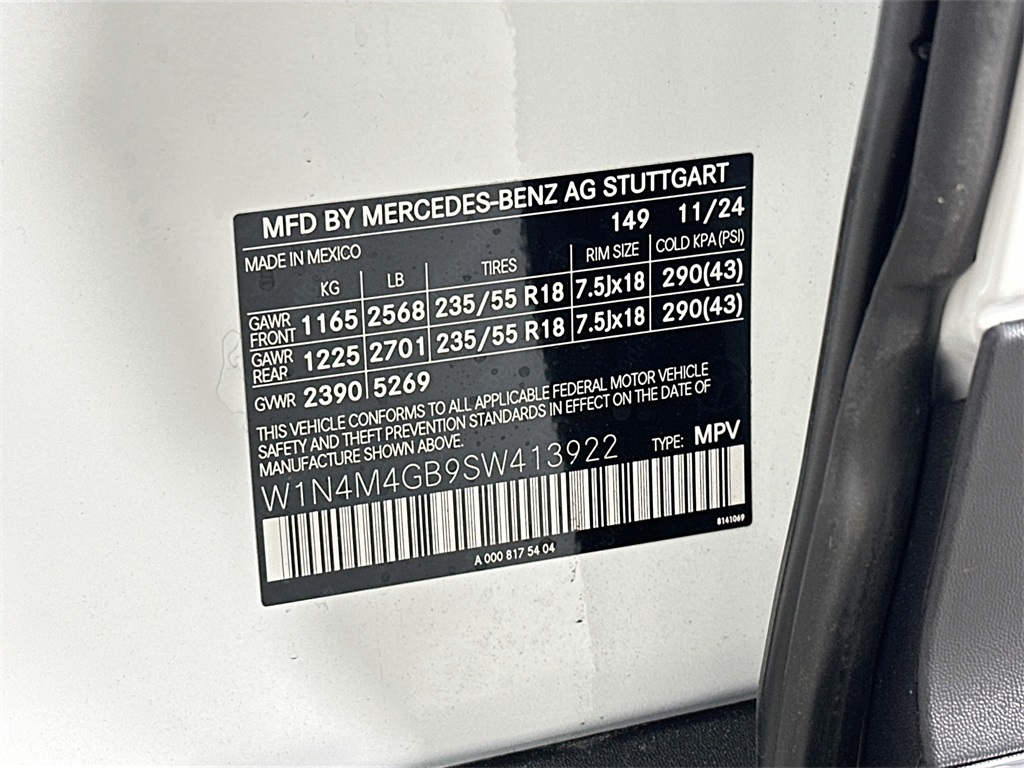 MFD BY MERCEDES-BENZ AG STUTTGART
MADE IN MEXICO 149 11/24
KG LB TIRES RIM SIZE COLD KPA (PSI)
GAWR FRONT 1165 2568 235/55 R18 7.5Jx18 290(43)
GAWR REAR 1225 2701 235/55 R18 7.5Jx18 290(43)
GVWR 2390 5269
THIS VEHICLE CONFORMS TO ALL APPLICABLE FEDERAL MOTOR VEHICLE
SAFETY AND THEFT PREVENTION STANDARDS IN EFFECT ON THE DATE OF
MANUFACTURE SHOWN ABOVE.
W1N4M4GB9SW413922 TYPE: MPV
8141069
A 000 817 54 04